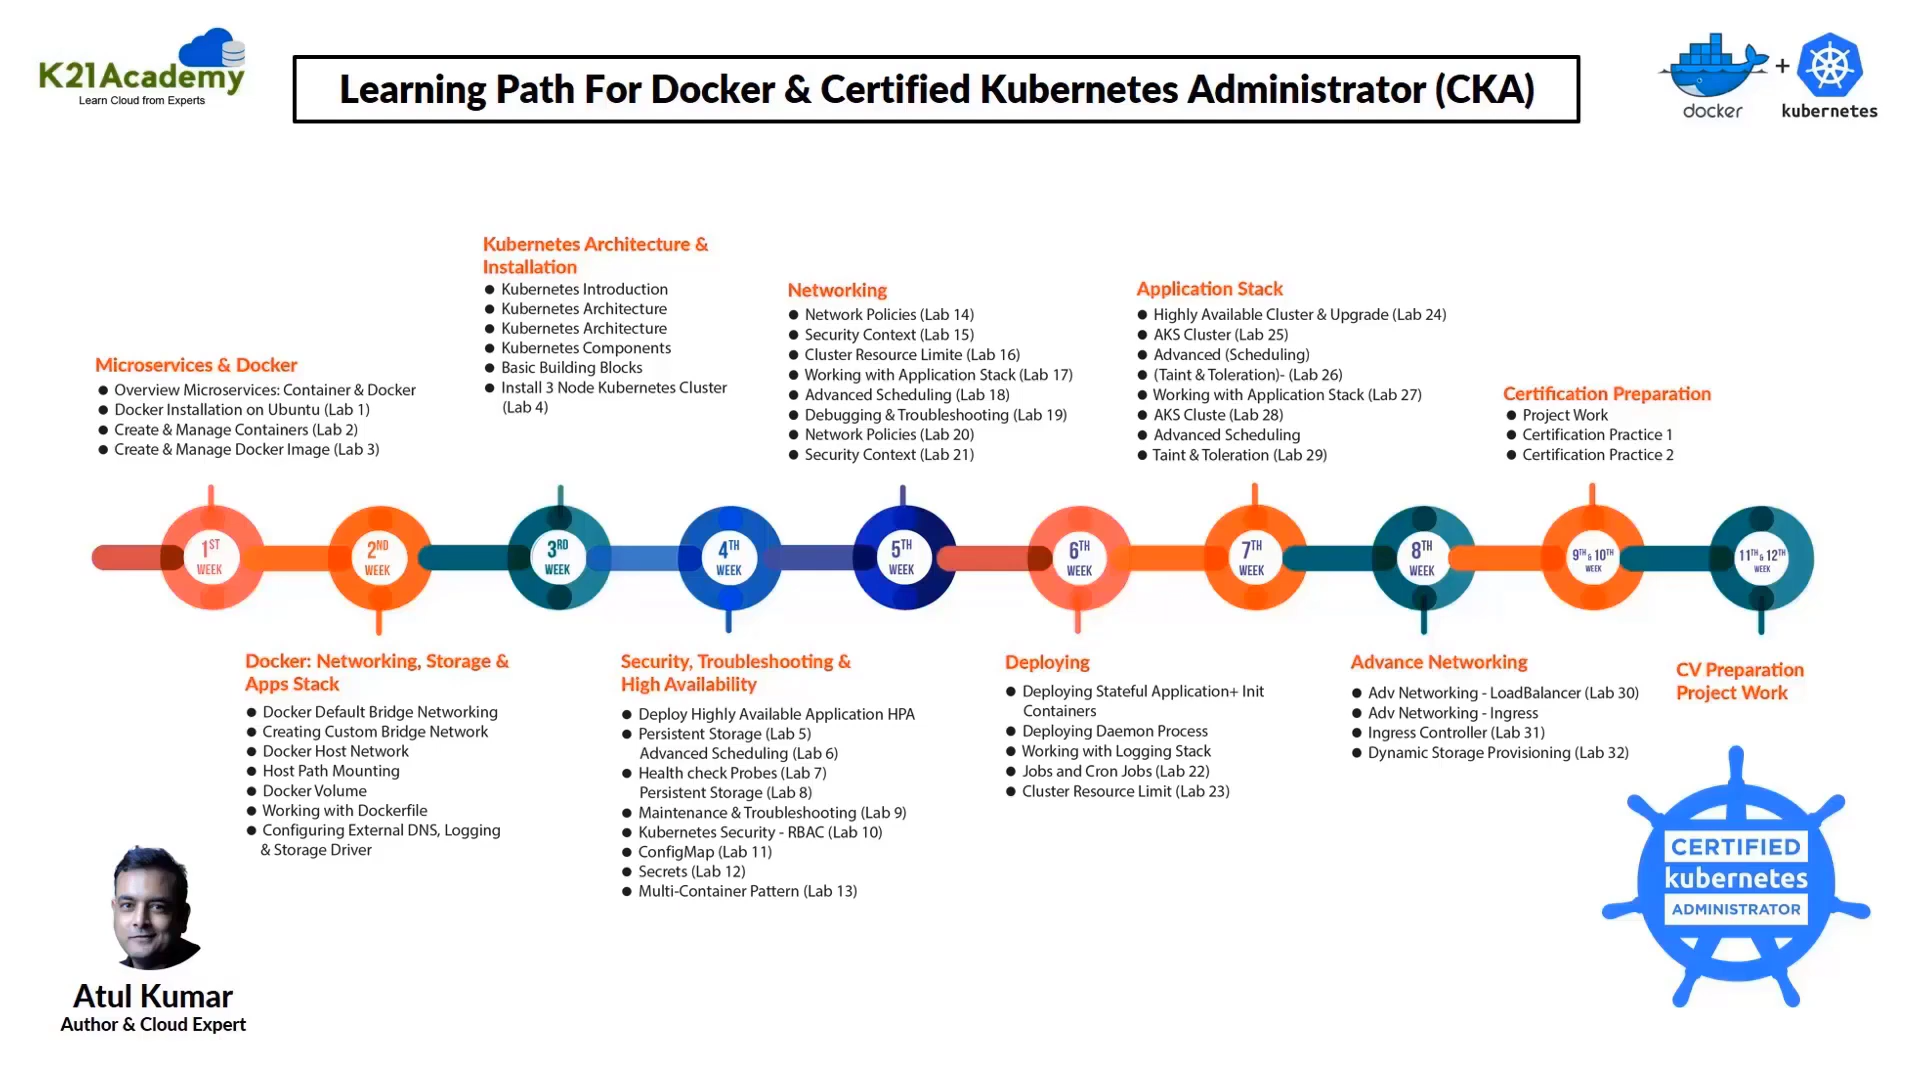 K21Academy
Learn Cloud from Experts
Learning Path For Docker & Certified Kubernetes Administrator (CKA)
docker
+
kubernetes
Microservices & Docker
● Overview Microservices: Container & Docker
● Docker Installation on Ubuntu (Lab 1)
● Create & Manage Containers (Lab 2)
● Create & Manage Docker Image (Lab 3)
Kubernetes Architecture &
Installation
● Kubernetes Introduction
● Kubernetes Architecture
● Kubernetes Architecture
● Kubernetes Components
● Basic Building Blocks
● Install 3 Node Kubernetes Cluster
(Lab 4)
Networking
● Network Policies (Lab 14)
● Security Context (Lab 15)
● Cluster Resource Limite (Lab 16)
● Working with Application Stack (Lab 17)
● Advanced Scheduling (Lab 18)
● Debugging & Troubleshooting (Lab 19)
● Network Policies (Lab 20)
● Security Context (Lab 21)
Application Stack
● Highly Available Cluster & Upgrade (Lab 24)
● AKS Cluster (Lab 25)
● Advanced (Scheduling)
● (Taint & Toleration)- (Lab 26)
● Working with Application Stack (Lab 27)
● AKS Cluste (Lab 28)
● Advanced Scheduling
● Taint & Toleration (Lab 29)
Certification Preparation
● Project Work
● Certification Practice 1
● Certification Practice 2
1ST
WEEK
2ND
WEEK
3RD
WEEK
4TH
WEEK
5TH
WEEK
6TH
WEEK
7TH
WEEK
8TH
WEEK
9TH & 10TH
WEEK
11TH & 12TH
WEEK
Docker: Networking, Storage &
Apps Stack
● Docker Default Bridge Networking
● Creating Custom Bridge Network
● Docker Host Network
● Host Path Mounting
● Docker Volume
● Working with Dockerfile
● Configuring External DNS, Logging
& Storage Driver
Security, Troubleshooting &
High Availability
● Deploy Highly Available Application HPA
● Persistent Storage (Lab 5)
Advanced Scheduling (Lab 6)
● Health check Probes (Lab 7)
Persistent Storage (Lab 8)
● Maintenance & Troubleshooting (Lab 9)
● Kubernetes Security - RBAC (Lab 10)
● ConfigMap (Lab 11)
● Secrets (Lab 12)
● Multi-Container Pattern (Lab 13)
Deploying
● Deploying Stateful Application+ Init
Containers
● Deploying Daemon Process
● Working with Logging Stack
● Jobs and Cron Jobs (Lab 22)
● Cluster Resource Limit (Lab 23)
Advance Networking
● Adv Networking - LoadBalancer (Lab 30)
● Adv Networking - Ingress
● Ingress Controller (Lab 31)
● Dynamic Storage Provisioning (Lab 32)
CV Preparation
Project Work
CERTIFIED
kubernetes
ADMINISTRATOR
Atul Kumar
Author & Cloud Expert